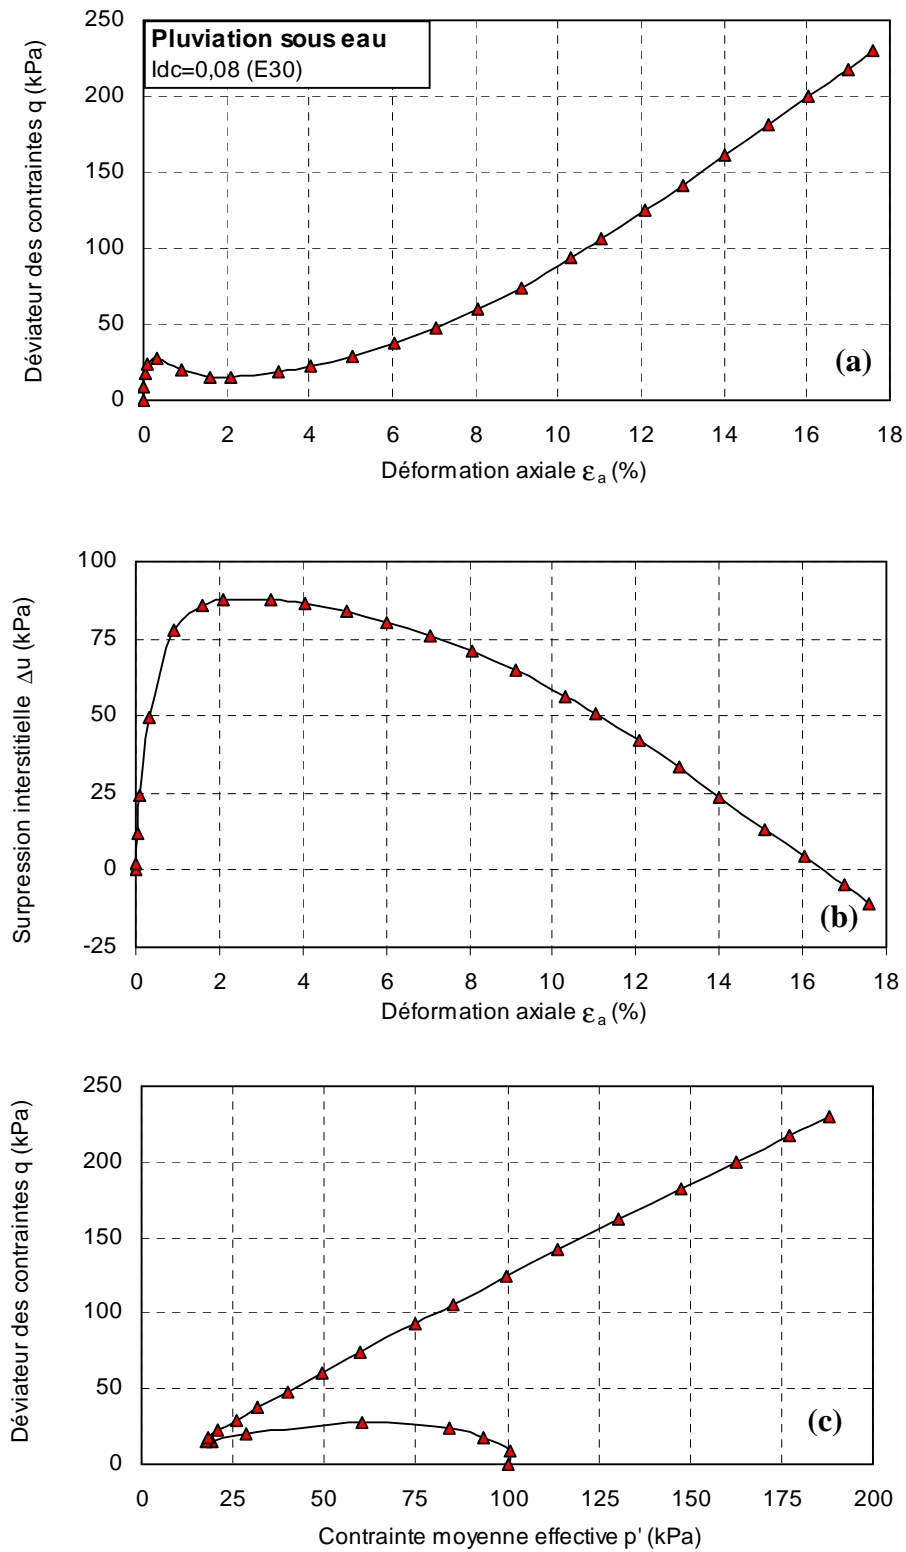 Pluviation sous eau
Idc=0,08 (E30)
Déviateur des contraintes q (kPa)
250
200
150
100
50
0
(a)
0 2 4 6 8 10 12 14 16 18
Déformation axiale εa (%)
Surpression interstitielle Δu (kPa)
100
75
50
25
0
-25
(b)
0 2 4 6 8 10 12 14 16 18
Déformation axiale εa (%)
Déviateur des contraintes q (kPa)
250
200
150
100
50
0
(c)
0 25 50 75 100 125 150 175 200
Contrainte moyenne effective p' (kPa)